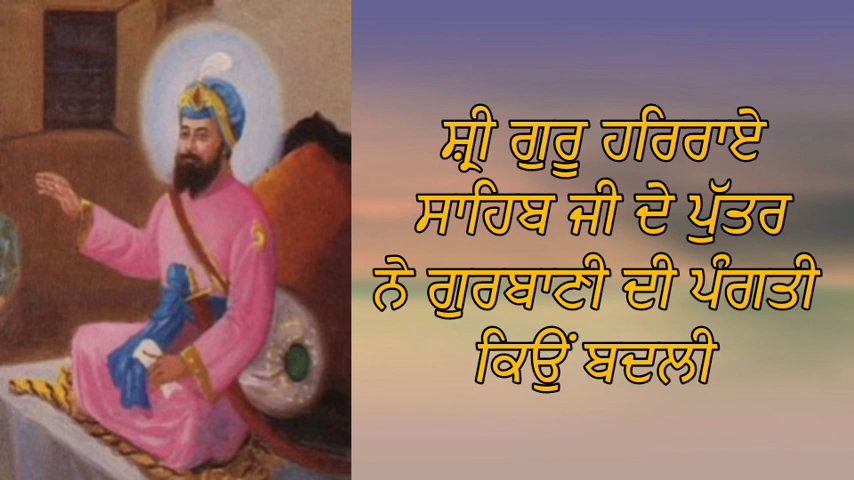 ਸ਼੍ਰੀ ਗੁਰੂ ਹਰਿਰਾਏ
ਸਾਹਿਬ ਜੀ ਦੇ ਪੁੱਤਰ
ਨੇ ਗੁਰਬਾਣੀ ਦੀ ਪੰਗਤੀ
ਕਿਉਂ ਬਦਲੀ